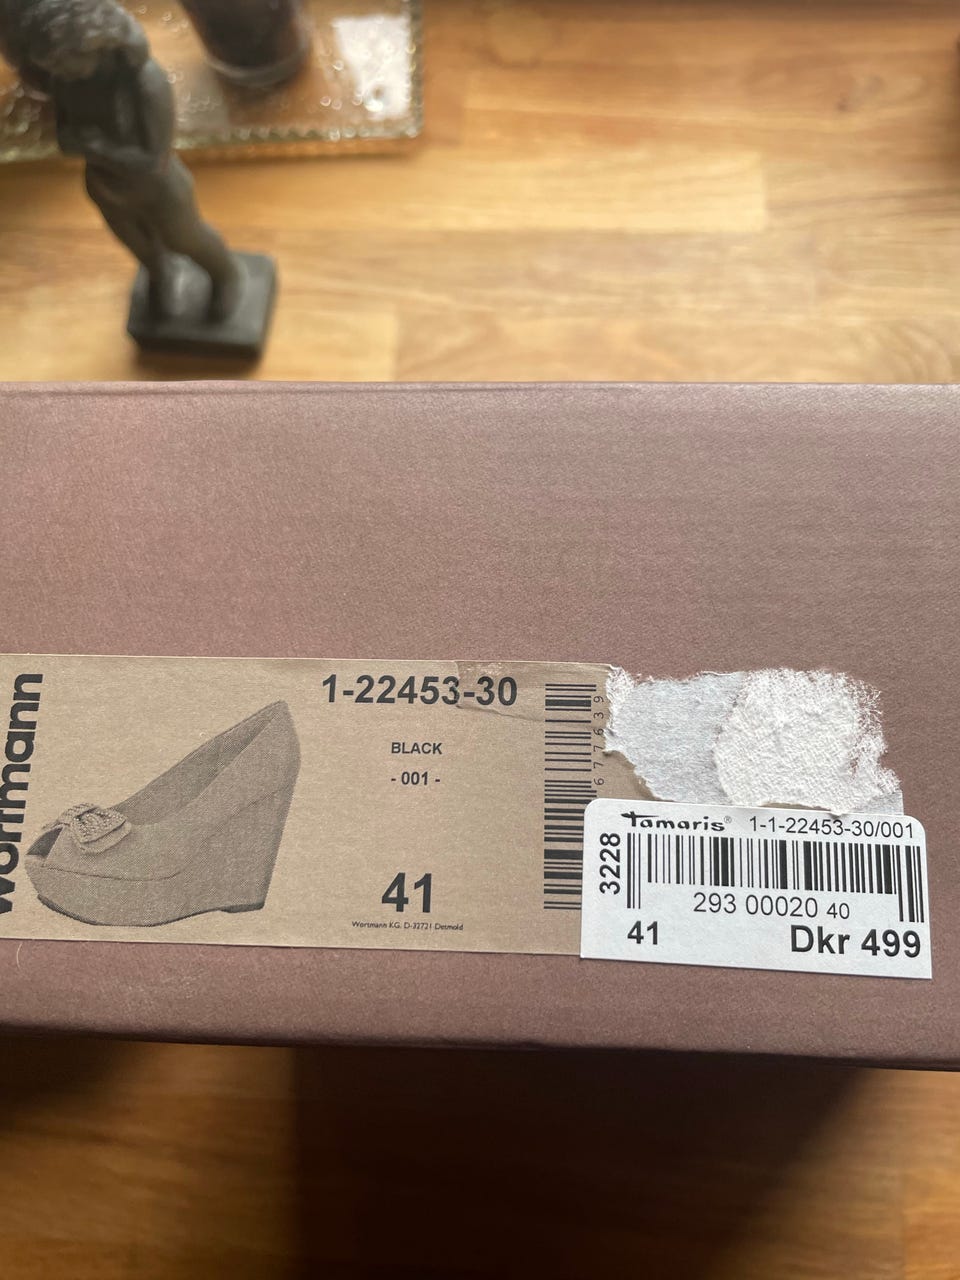 wortmann
1-22453-30
BLACK
- 001 -
41
Wortmann KG. D-32721 Detmold
677639
Tamaris® 1-1-22453-30/001
3228
293 00020 40
41 Dkr 499